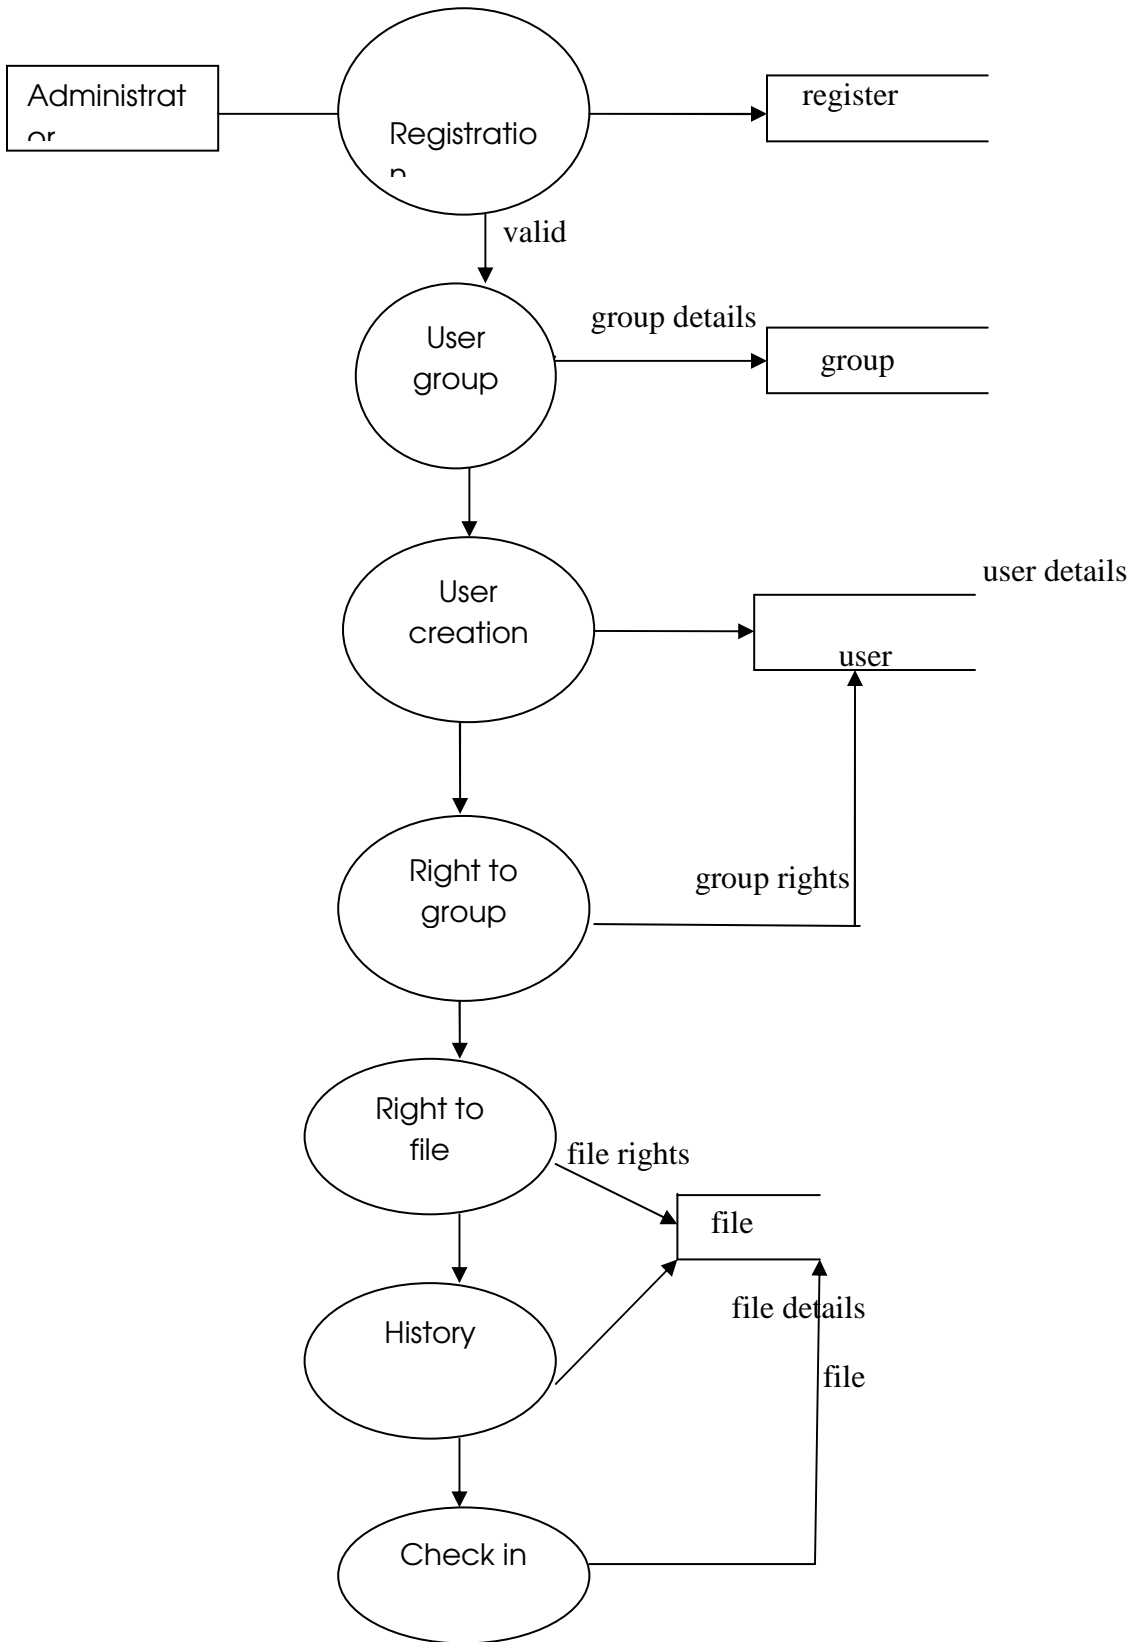 Administrat
or
Registratio
n
register
valid
User
group
group details
group
User
creation
user details
user
Right to
group
group rights
Right to
file
file rights
file
History
file details
file
Check in